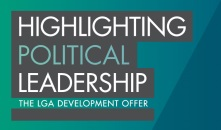 HIGHLIGHTING
POLITICAL
LEADERSHIP
THE LGA DEVELOPMENT OFFER